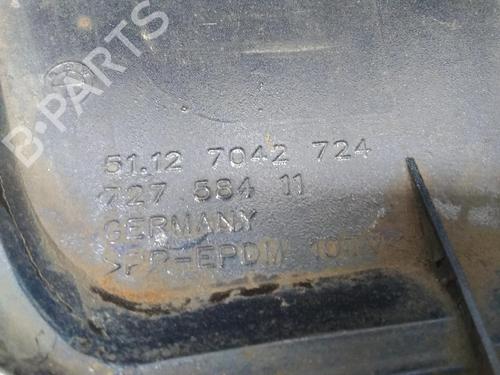 B-PARTS
51.12 7042 724
727 584 11
GERMANY
>PP-EPDM